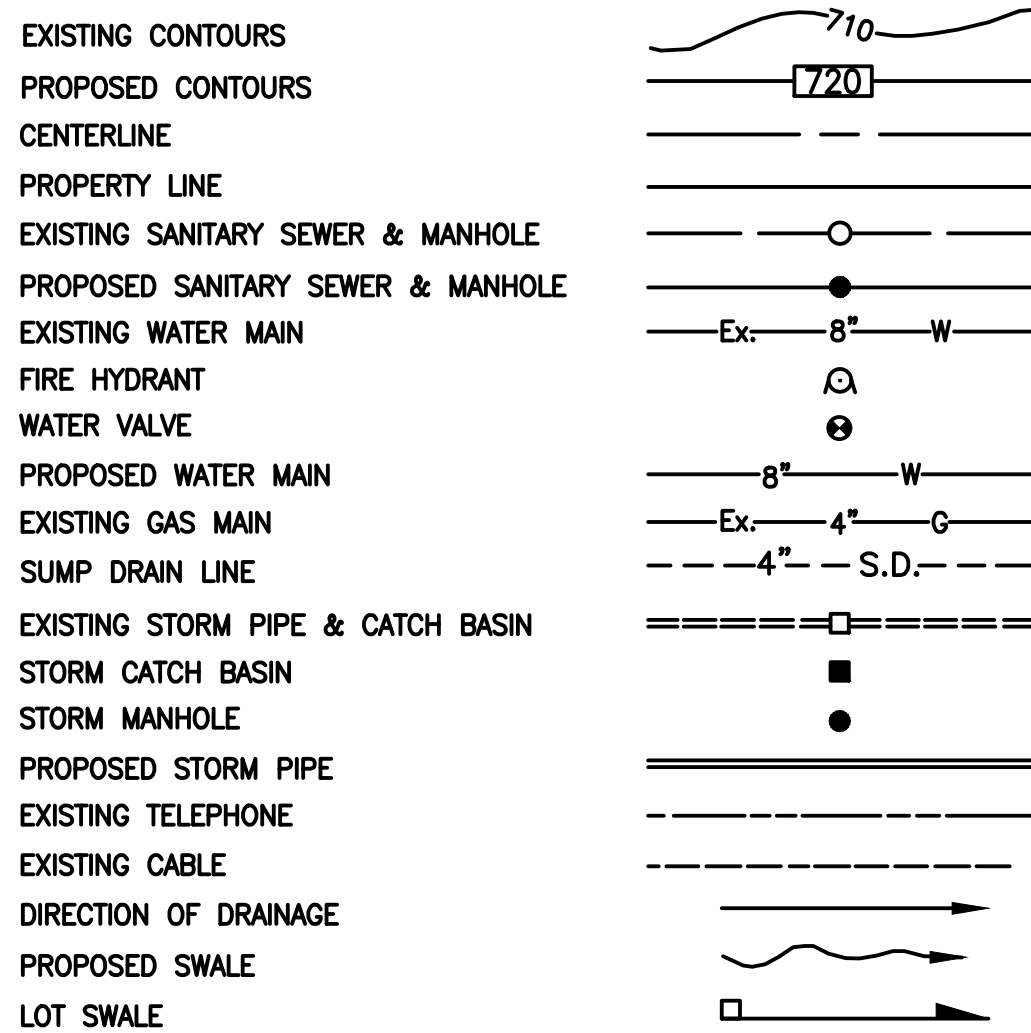 EXISTING CONTOURS 710
PROPOSED CONTOURS 720
CENTERLINE
PROPERTY LINE
EXISTING SANITARY SEWER & MANHOLE
PROPOSED SANITARY SEWER & MANHOLE
EXISTING WATER MAIN Ex. 8" W
FIRE HYDRANT
WATER VALVE
PROPOSED WATER MAIN 8" W
EXISTING GAS MAIN Ex. 4" G
SUMP DRAIN LINE 4" S.D.
EXISTING STORM PIPE & CATCH BASIN
STORM CATCH BASIN
STORM MANHOLE
PROPOSED STORM PIPE
EXISTING TELEPHONE
EXISTING CABLE
DIRECTION OF DRAINAGE
PROPOSED SWALE
LOT SWALE